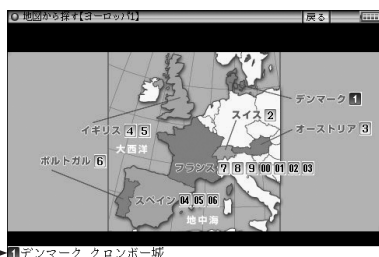 地図から探す【ヨーロッパ1】 戻る
デンマーク 1
スイス 2
イギリス 4 5
オーストリア 3
大西洋
ポルトガル 6
フランス 7 8 9 00 01 02 03
スペイン 04 05 06
地中海
1デンマーク クロンボー城